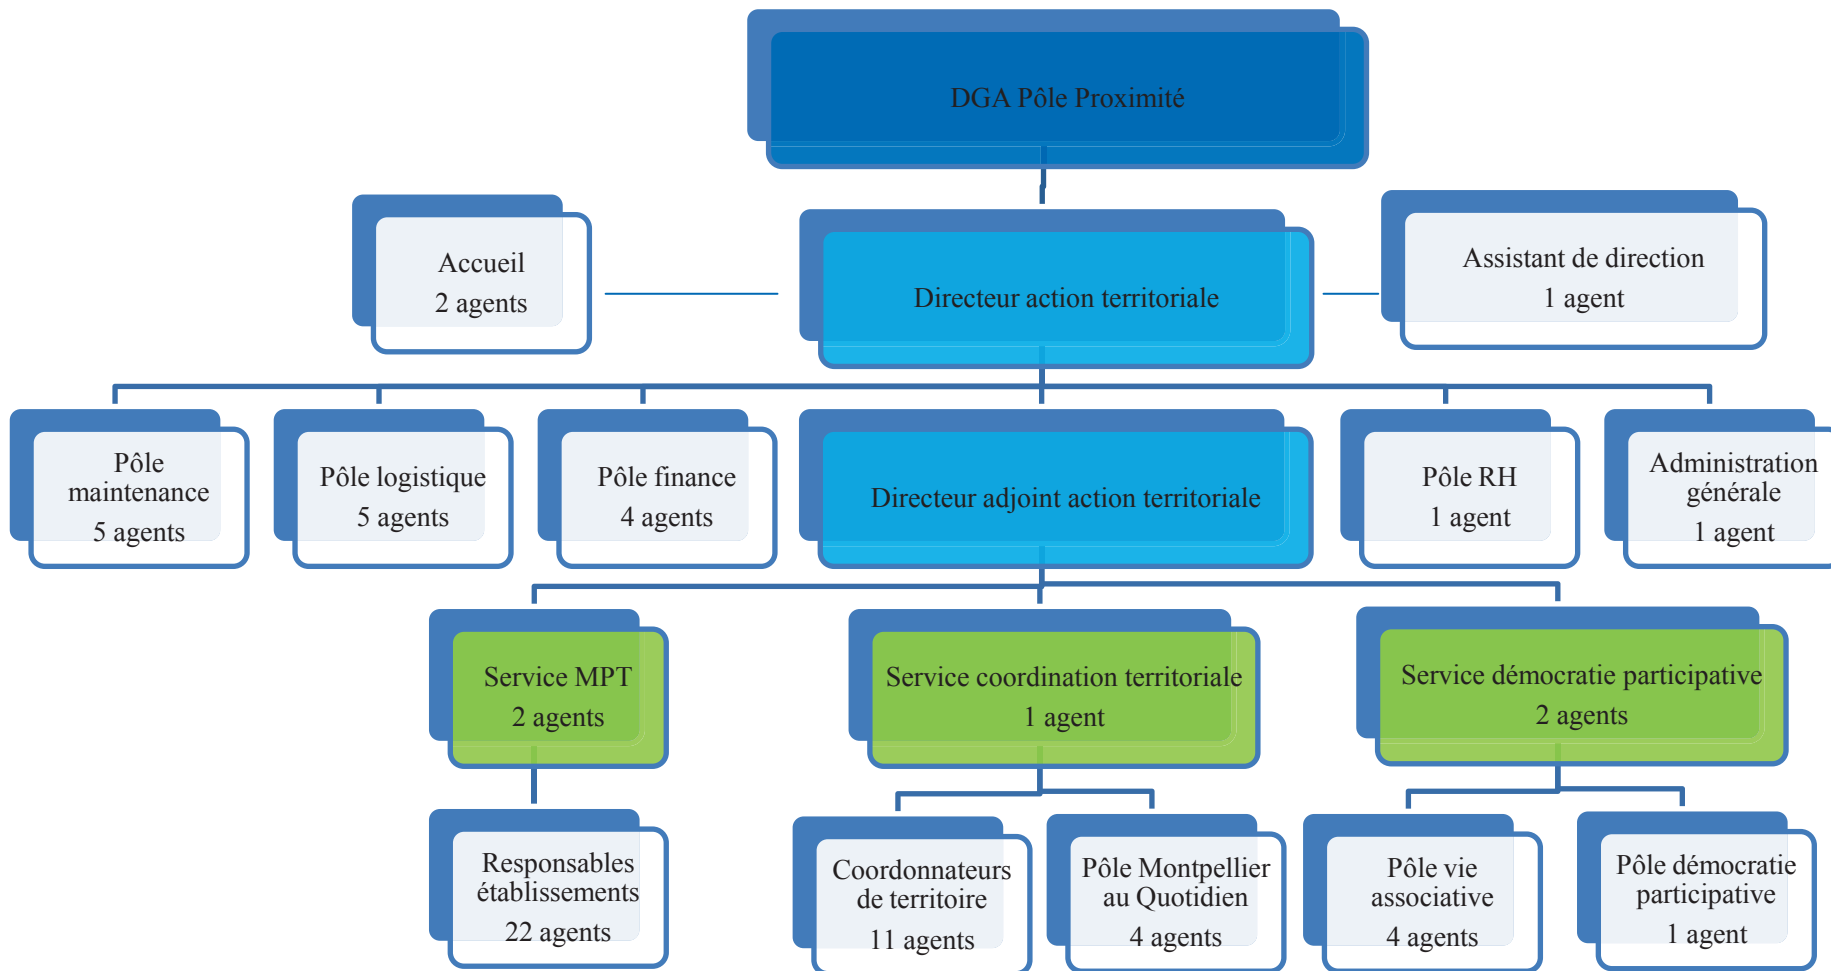 DGA Pôle Proximité
Accueil
2 agents
Directeur action territoriale
Assistant de direction
1 agent
Pôle
maintenance
5 agents
Pôle logistique
5 agents
Pôle finance
4 agents
Directeur adjoint action territoriale
Pôle RH
1 agent
Administration
générale
1 agent
Service MPT
2 agents
Service coordination territoriale
1 agent
Service démocratie participative
2 agents
Responsables
établissements
22 agents
Coordonnateurs
de territoire
11 agents
Pôle Montpellier
au Quotidien
4 agents
Pôle vie
associative
4 agents
Pôle démocratie
participative
1 agent